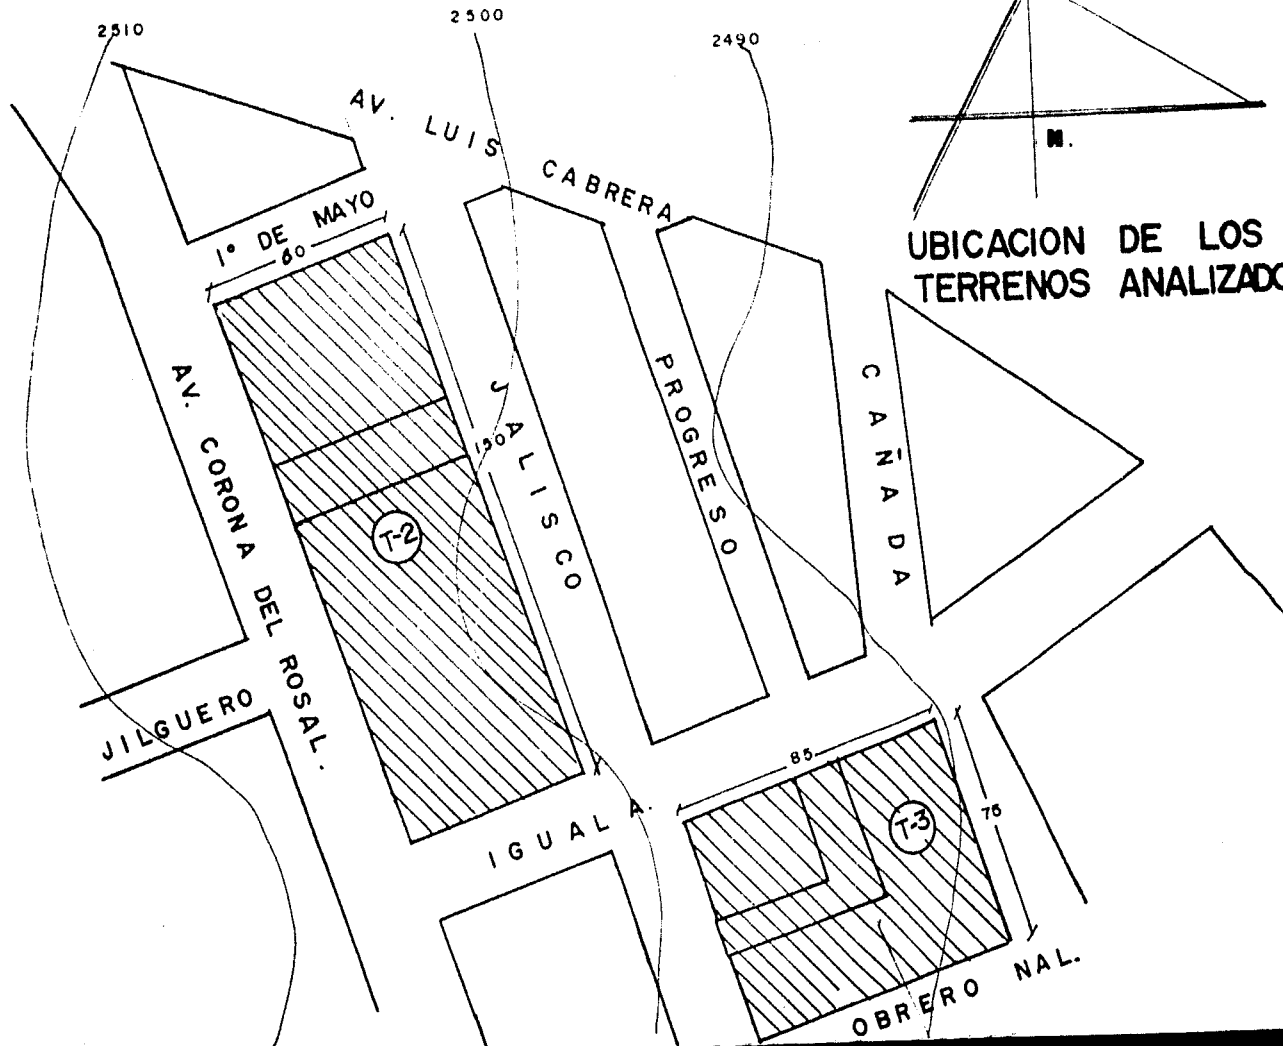 2510
2500
2490
AV. LUIS CABRERA
N.
UBICACION DE LOS
TERRENOS ANALIZADO
1° DE MAYO
60
AV. CORONA DEL ROSAL.
JALISCO
190
PROGRESO
CAÑADA
T-2
JILGUERO
IGUALA.
85
T-3
75
OBRERO NAL.